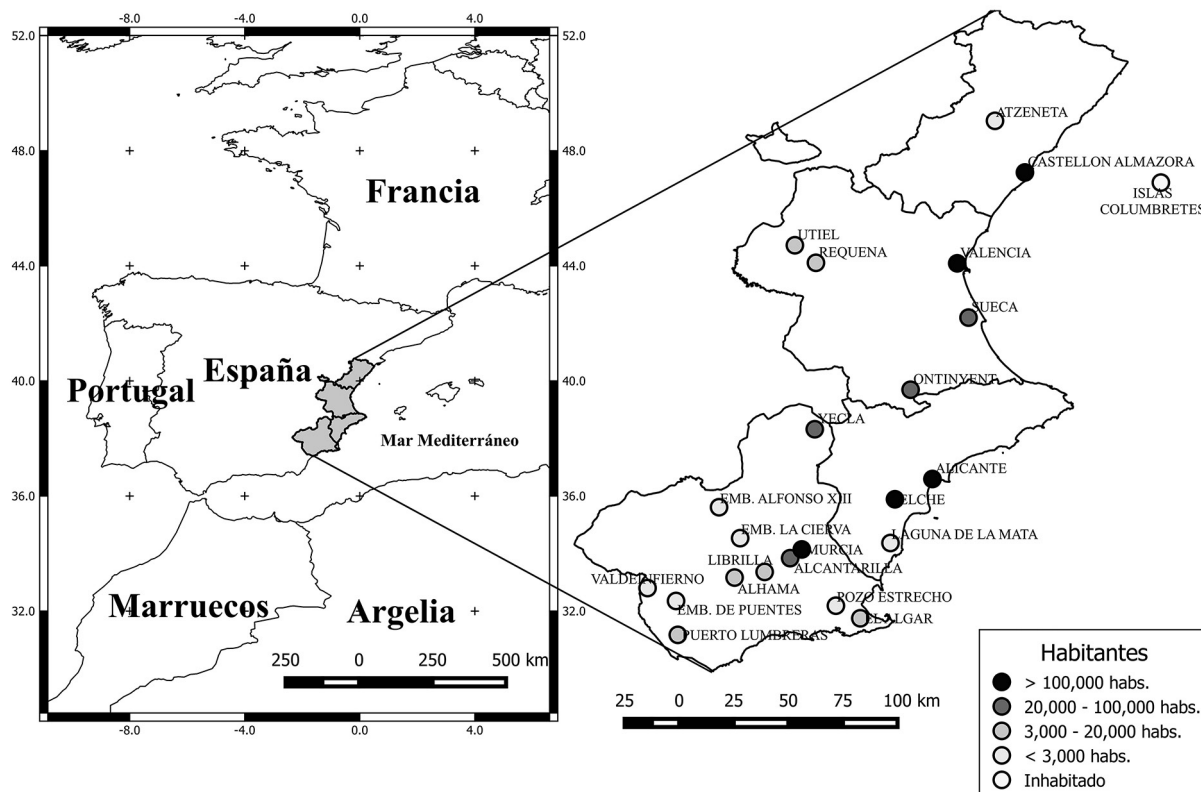 -8.0 -4.0 0.0 4.0
52.0 52.0
48.0 48.0
44.0 44.0
40.0 40.0
36.0 36.0
32.0 32.0
-8.0 -4.0 0.0 4.0
Francia
España
Portugal
Mar Mediterráneo
Marruecos
Argelia
250 0 250 500 km
ATZENETA
CASTELLON ALMAZORA
ISLAS
COLUMBRETES
UTIEL
REQUENA
VALENCIA
SUECA
ONTINYENT
YECLA
ALICANTE
ELCHE
EMB. ALFONSO XIII
EMB. LA CIERVA
LAGUNA DE LA MATA
MURCIA
LIBRILLA
ALCANTARILLA
VALDEINFIERNO
ALHAMA
POZO ESTRECHO
EMB. DE PUENTES
EL ALGAR
PUERTO LUMBRERAS
25 0 25 50 75 100 km
Habitantes
> 100,000 habs.
20,000 - 100,000 habs.
3,000 - 20,000 habs.
< 3,000 habs.
Inhabitado